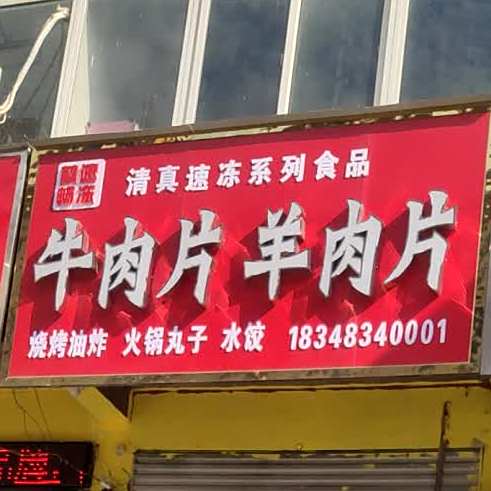 清真速冻系列食品
牛肉片 羊肉片
烧烤油炸 火锅丸子 水饺 18348340001